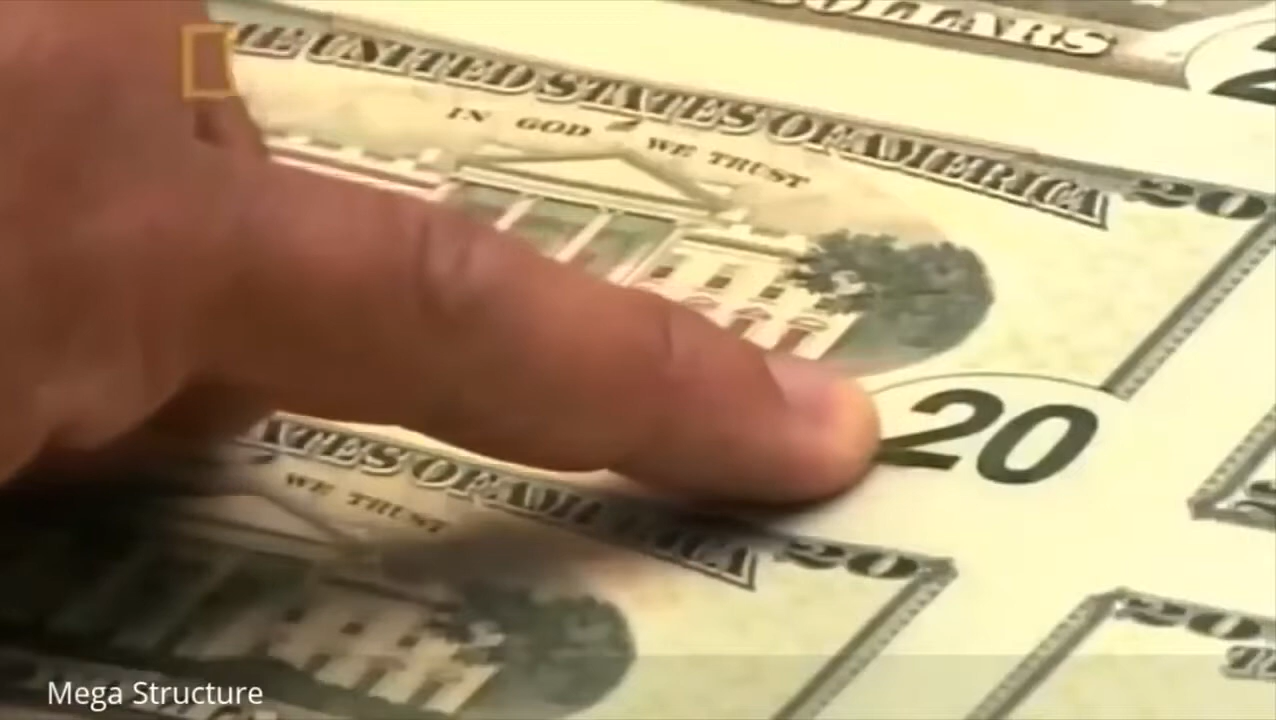 DOLLARS
2
THE UNITED STATES OF AMERICA
IN GOD WE TRUST
20
20
STATES OF AMERICA
WE TRUST
20
20
Mega Structure